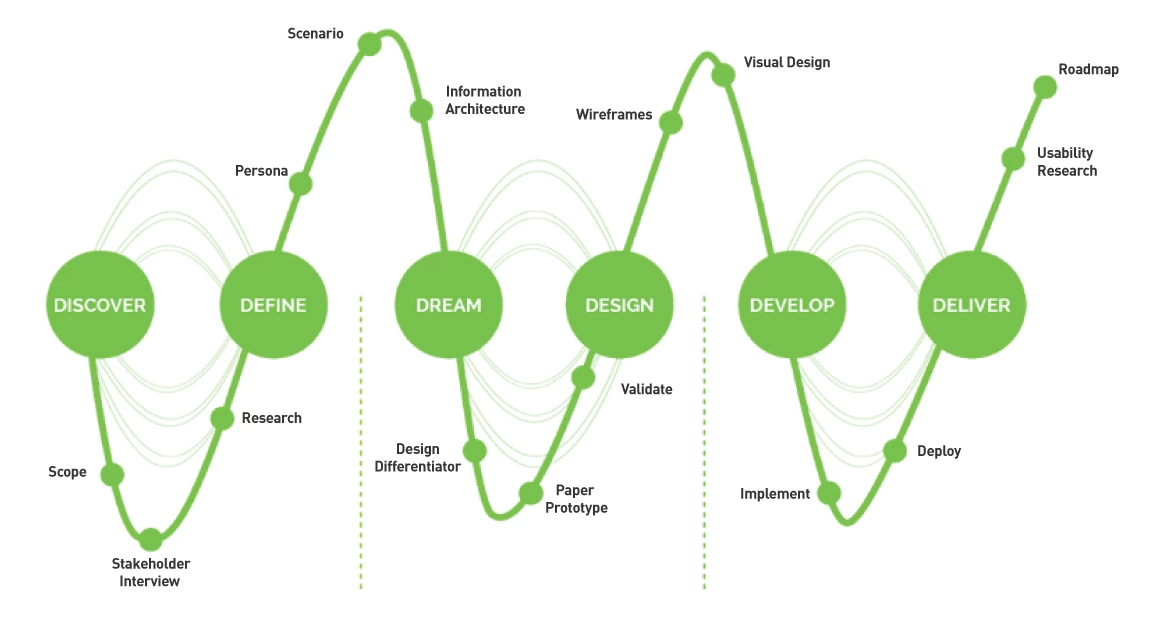 Scenario
Visual Design
Roadmap
Information
Architecture
Wireframes
Usability
Research
Persona
DISCOVER
DEFINE
DREAM
DESIGN
DEVELOP
DELIVER
Validate
Research
Design
Differentiator
Deploy
Scope
Paper
Prototype
Implement
Stakeholder
Interview